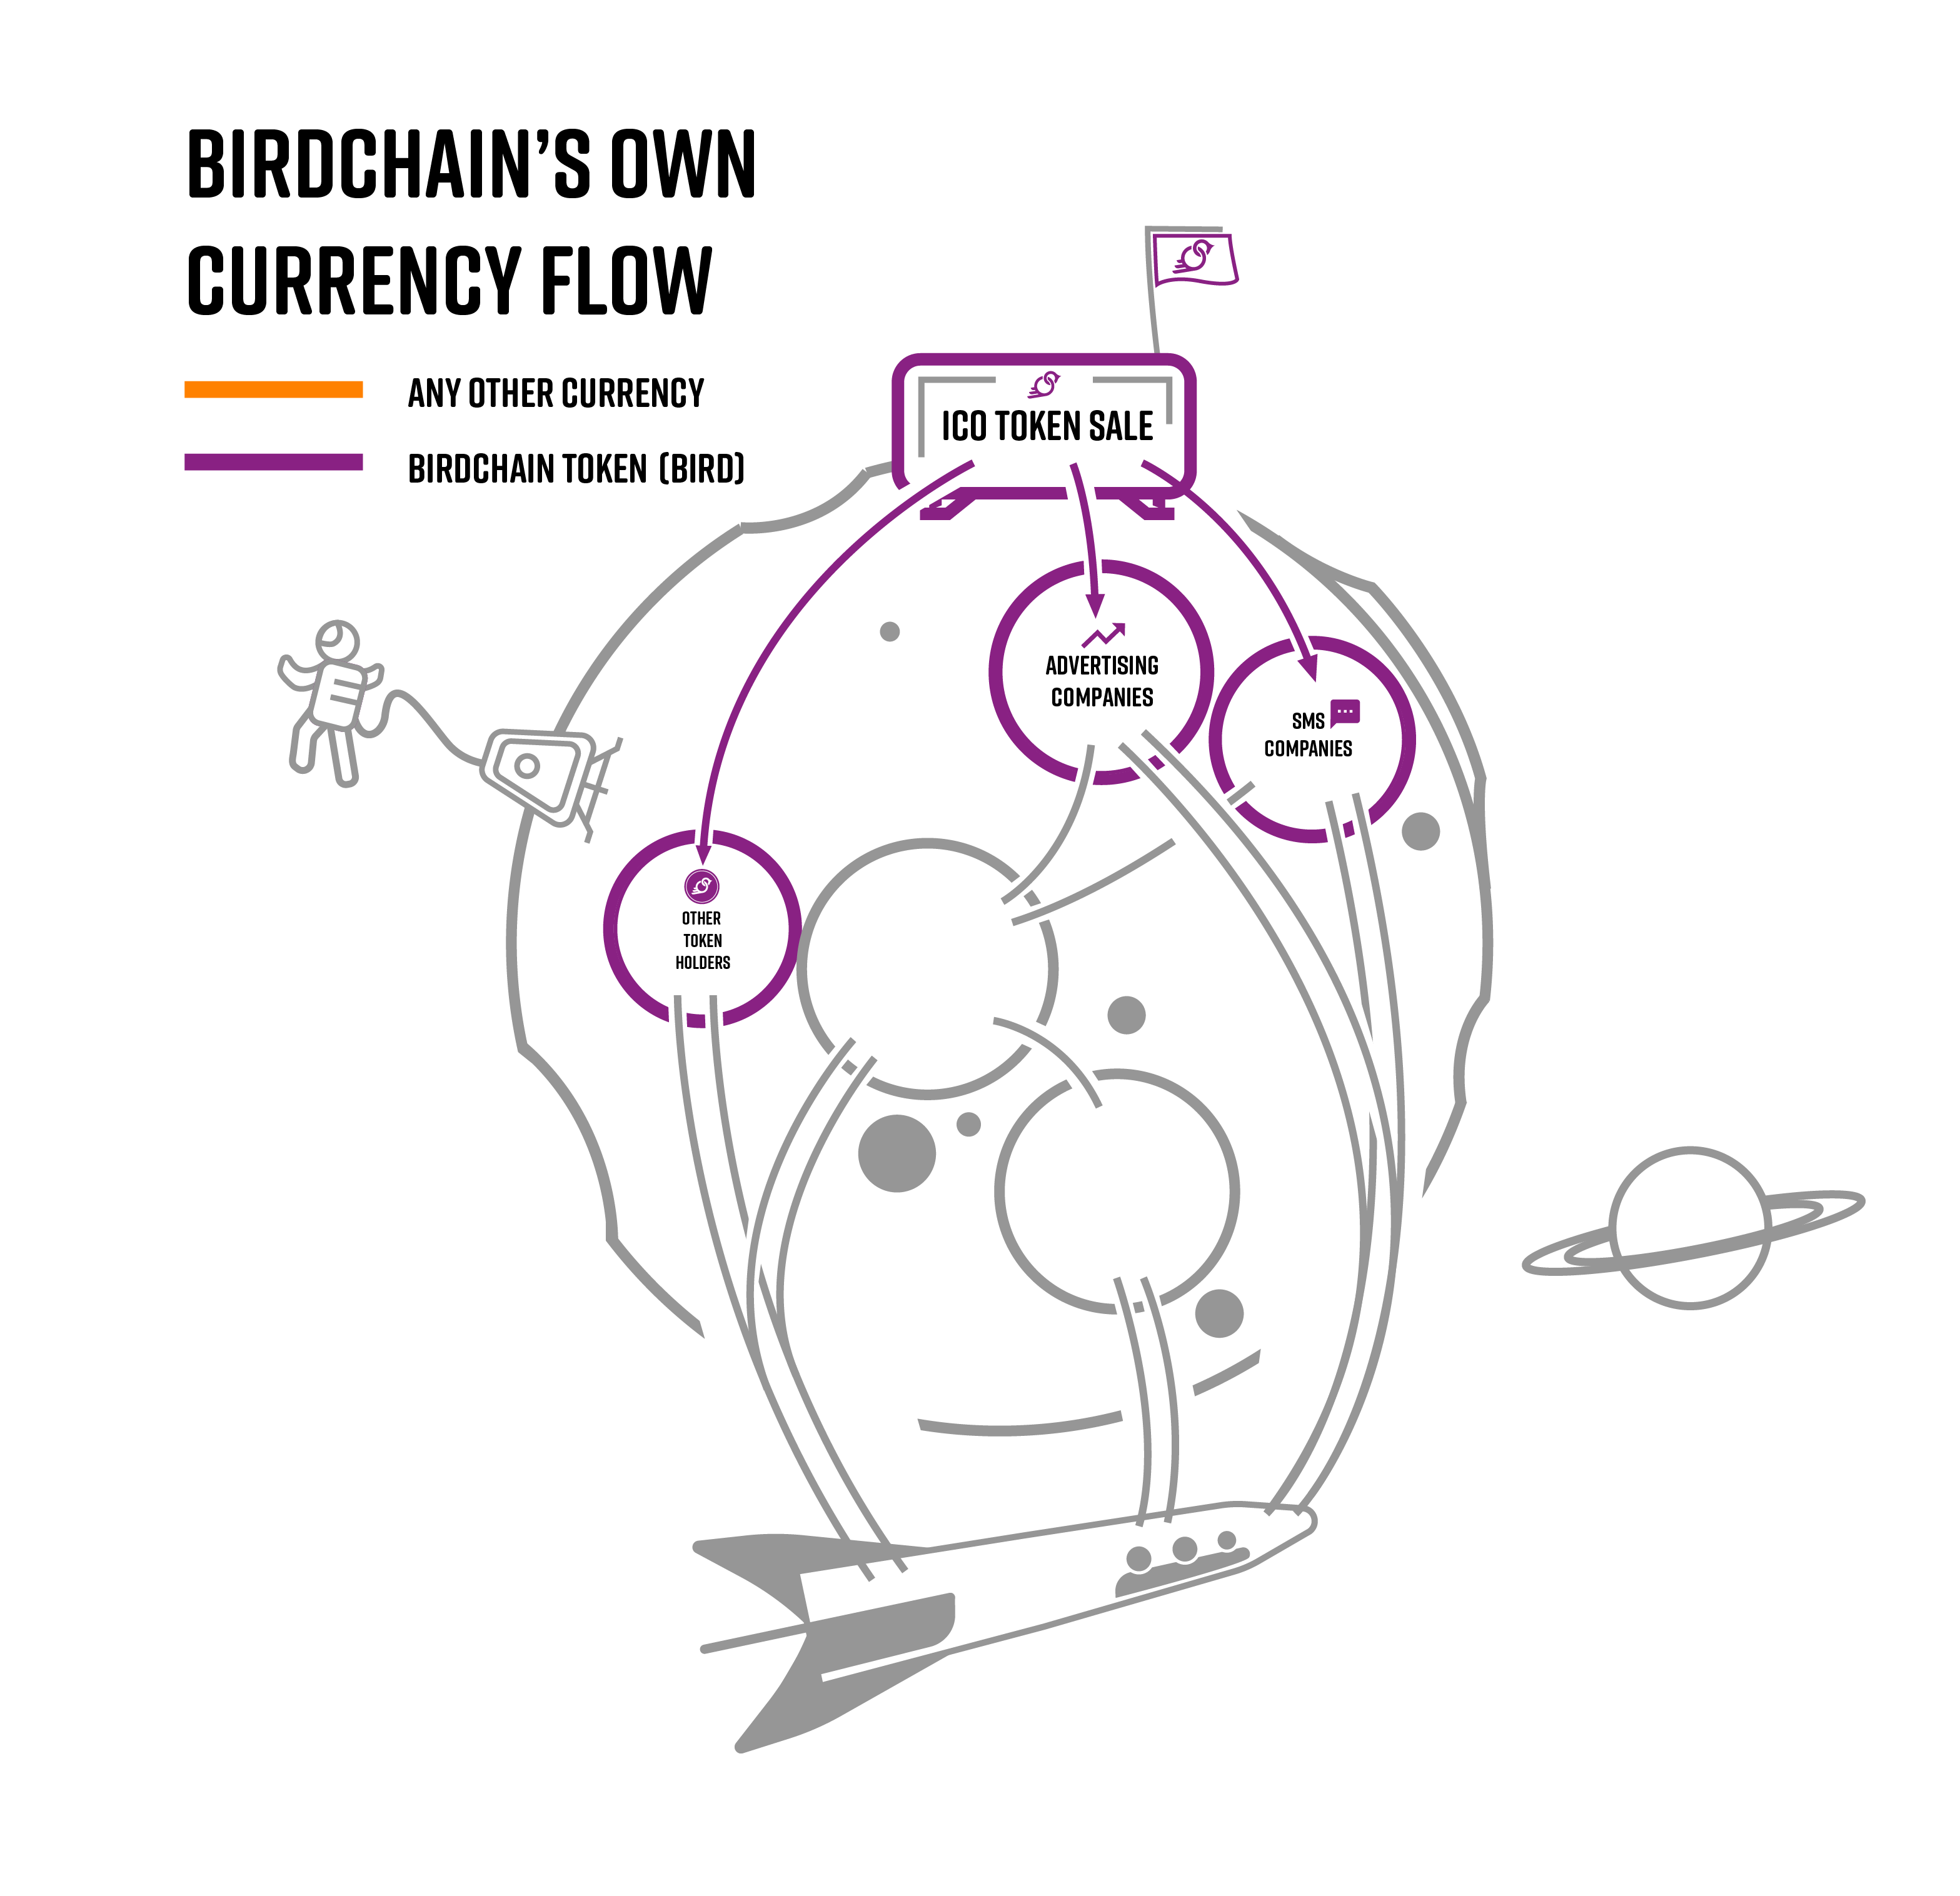 BIRDCHAIN'S OWN
CURRENCY FLOW
ANY OTHER CURRENCY
BIRDCHAIN TOKEN (BIRD)
ICO TOKEN SALE
ADVERTISING
COMPANIES
SMS
COMPANIES
OTHER
TOKEN
HOLDERS